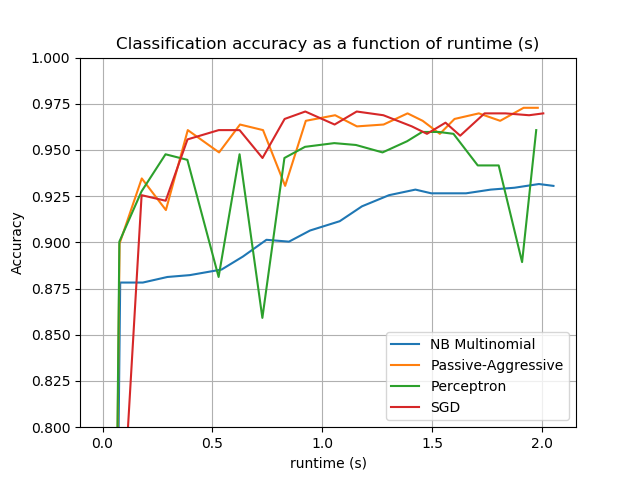 Classification accuracy as a function of runtime (s)
1.000
0.975
0.950
0.925
0.900
0.875
0.850
0.825
0.800
Accuracy
NB Multinomial
Passive-Aggressive
Perceptron
SGD
0.0 0.5 1.0 1.5 2.0
runtime (s)